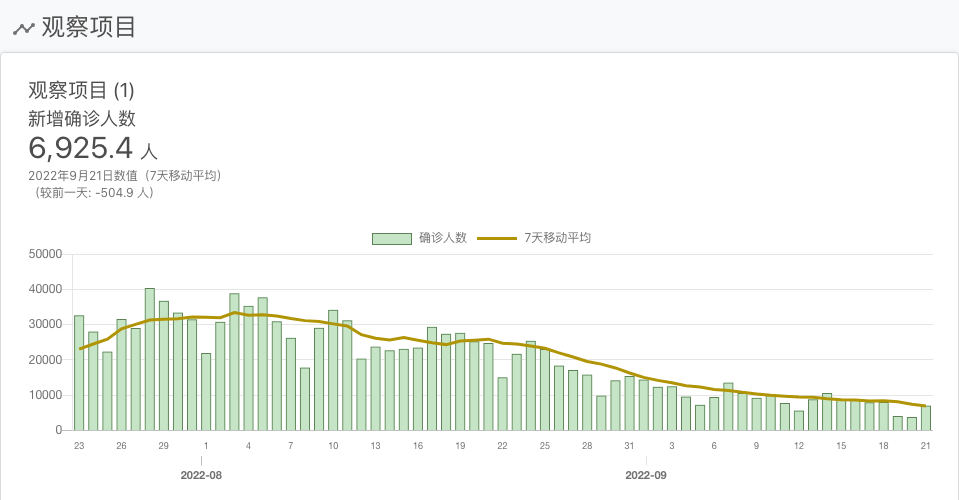 观察项目
观察项目 (1)
新增确诊人数
6,925.4 人
2022年9月21日数值（7天移动平均）
（较前一天: -504.9 人）
确诊人数 7天移动平均
50000
40000
30000
20000
10000
0
23 26 29 1 4 7 10 13 16 19 22 25 28 31 3 6 9 12 15 18 21
2022-08 2022-09